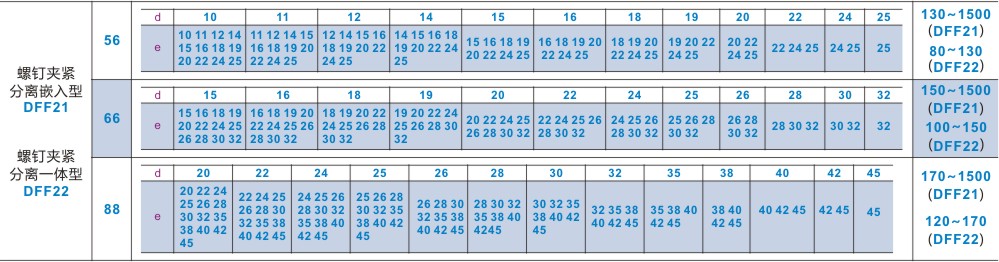 螺钉夹紧
分离嵌入型
DFF21
螺钉夹紧
分离一体型
DFF22
56
d 10 11 12 14 15 16 18 19 20 22 24 25
e
10 11 12 14 11 12 14 15 12 14 15 16 14 15 16 18
15 16 18 19 16 18 19 20 18 19 20 22 19 20 22 24 15 16 18 19 16 18 19 20 18 19 20 19 20 22 20 22 22 24 25 24 25 25
20 22 24 25 22 24 25 24 25 25 20 22 24 25 22 24 25 22 24 25 24 25 24 25
130~1500
(DFF21)
80~130
(DFF22)
66
d 15 16 18 19 20 22 24 25 26 28 30 32
e
15 16 18 19 16 18 19 20 18 19 20 22 19 20 22 24
20 22 24 25 22 24 25 26 24 25 26 28 25 26 28 30 20 22 24 25 22 24 25 26 24 25 26 25 26 28 26 28 28 30 32 30 32 32
26 28 30 32 28 30 32 30 32 32 26 28 30 32 28 30 32 28 30 32 30 32 30 32
150~1500
(DFF21)
100~150
(DFF22)
88
d 20 22 24 25 26 28 30 32 35 38 40 42 45
e
20 22 24
25 26 28 22 24 25 24 25 26 25 26 28 26 28 30 28 30 32 30 32 35
30 32 35 26 28 30 28 30 32 30 32 35 32 35 38 35 38 40 38 40 42 32 35 38 35 38 40 38 40 40 42 45 42 45 45
38 40 42 32 35 38 35 38 40 38 40 42 40 42 45 4245 45 40 42 45 42 45 42 45
45 40 42 45 42 45 45
170~1500
(DFF21)
120~170
(DFF22)